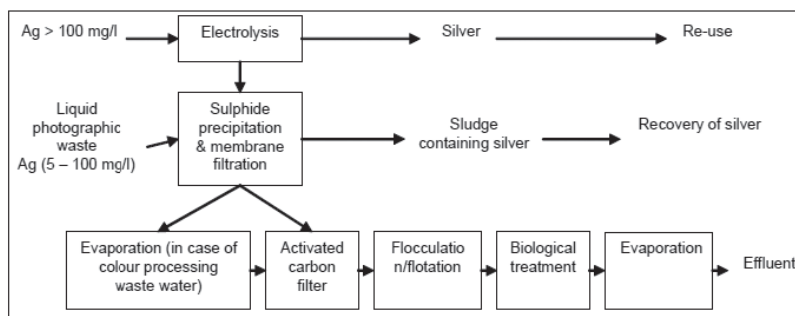 Ag > 100 mg/l
Electrolysis
Silver
Re-use
Liquid
photographic
waste
Ag (5 – 100 mg/l)
Sulphide
precipitation
& membrane
filtration
Sludge
containing silver
Recovery of silver
Evaporation (in case of
colour processing
waste water)
Activated
carbon
filter
Flocculatio
n/flotation
Biological
treatment
Evaporation
Effluent